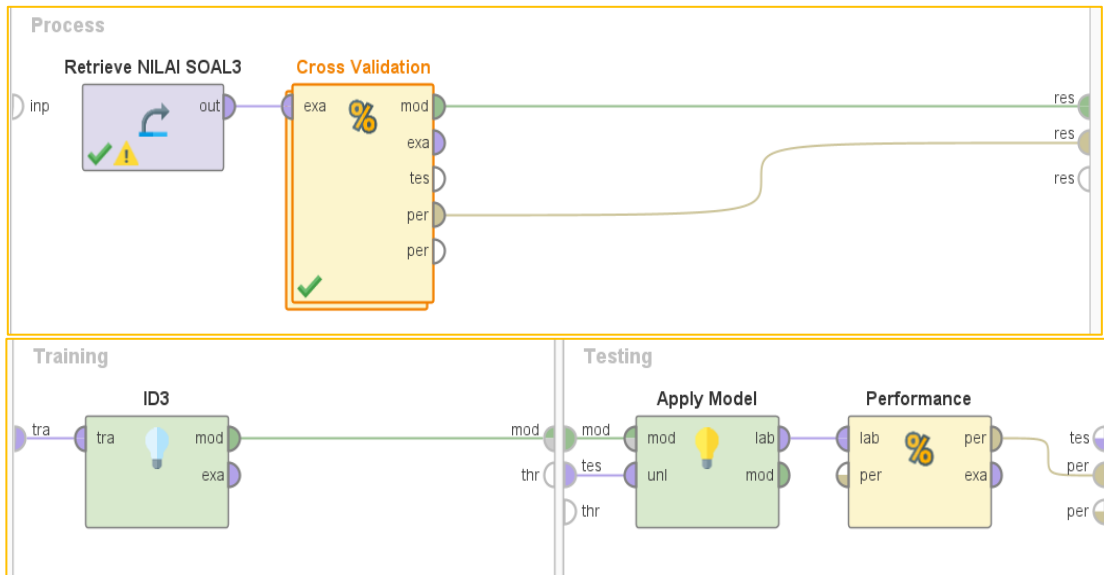 Process
Retrieve NILAI SOAL3
Cross Validation
inp
out
exa
%
mod
exa
tes
per
per
res
res
res
Training
ID3
tra
tra
mod
exa
mod
thr
Testing
Apply Model
Performance
mod
tes
thr
mod
unl
lab
mod
lab
per
%
per
exa
tes
per
per